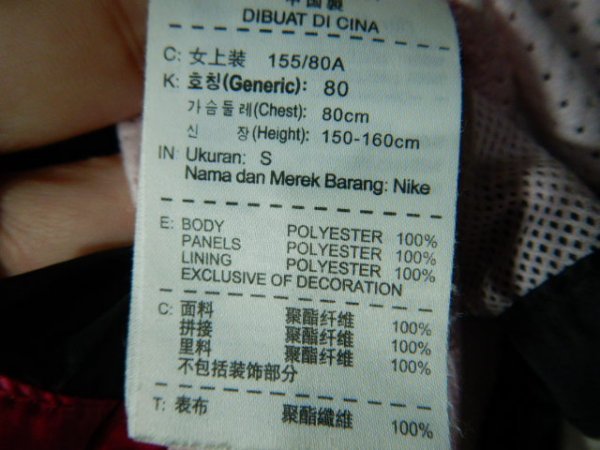 中国製
DIBUAT DI CINA
C: 女上装 155/80A
K: 호칭(Generic): 80
가슴둘레(Chest): 80cm
신 장(Height): 150-160cm
IN: Ukuran: S
Nama dan Merek Barang: Nike
E: BODY POLYESTER 100%
PANELS POLYESTER 100%
LINING POLYESTER 100%
EXCLUSIVE OF DECORATION
C: 面料 聚酯纤维 100%
拼接 聚酯纤维 100%
里料 聚酯纤维 100%
不包括装饰部分
T: 表布 聚酯纖維 100%